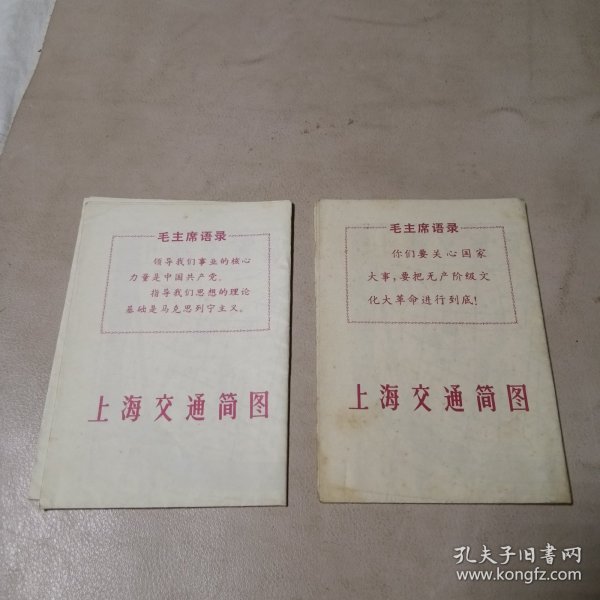 毛主席语录
领导我们事业的核心
力量是中国共产党。
指导我们思想的理论
基础是马克思列宁主义。
上海交通简图
毛主席语录
你们要关心国家
大事，要把无产阶级文
化大革命进行到底！
上海交通简图
孔夫子旧书网
www.kongfz.com